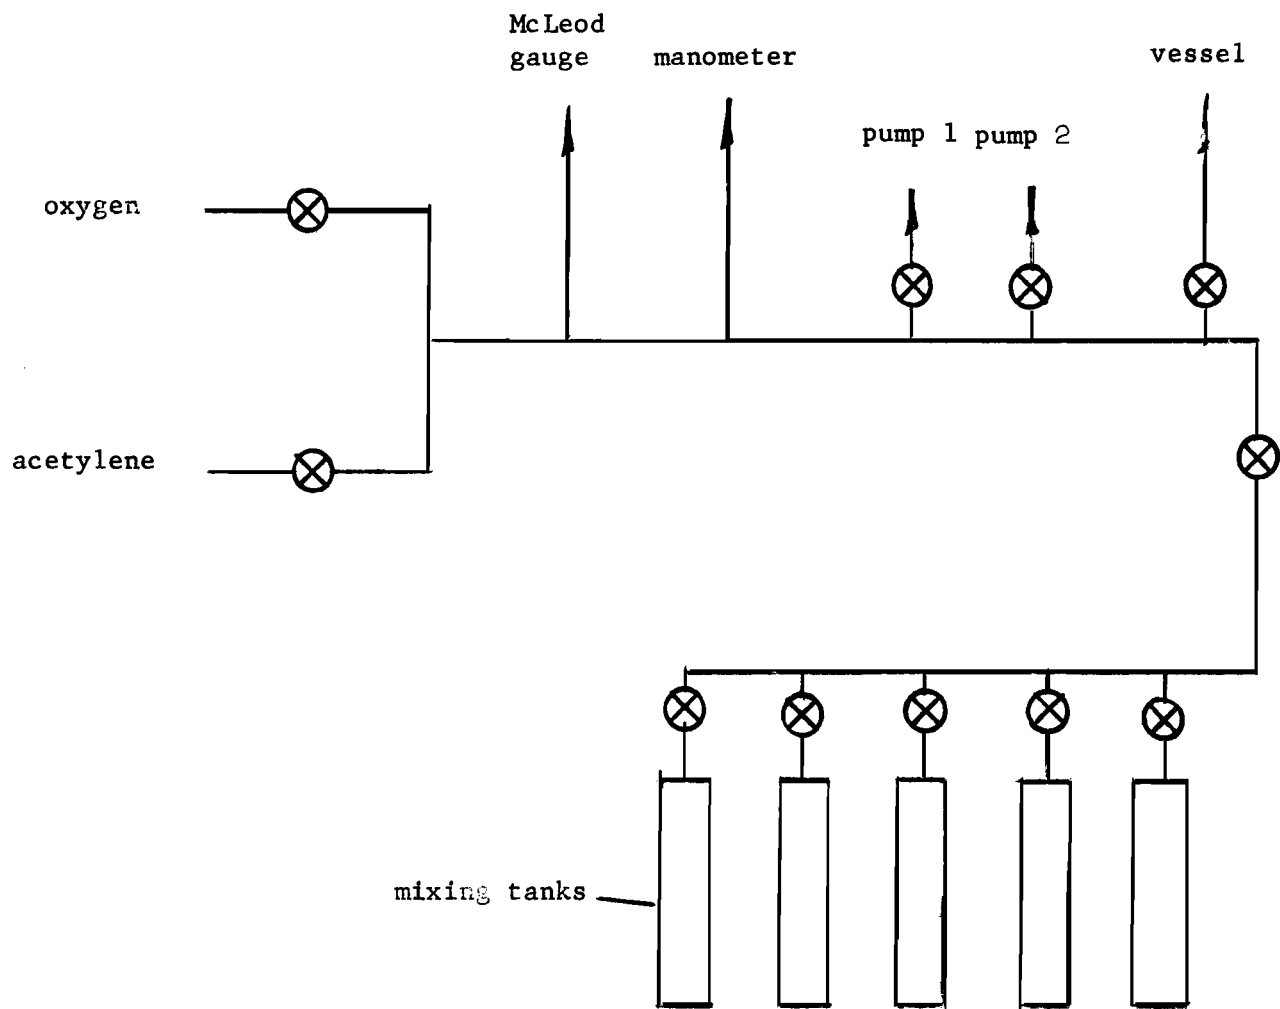 McLeod
gauge
manometer
vessel
pump 1
pump 2
oxygen
acetylene
mixing tanks